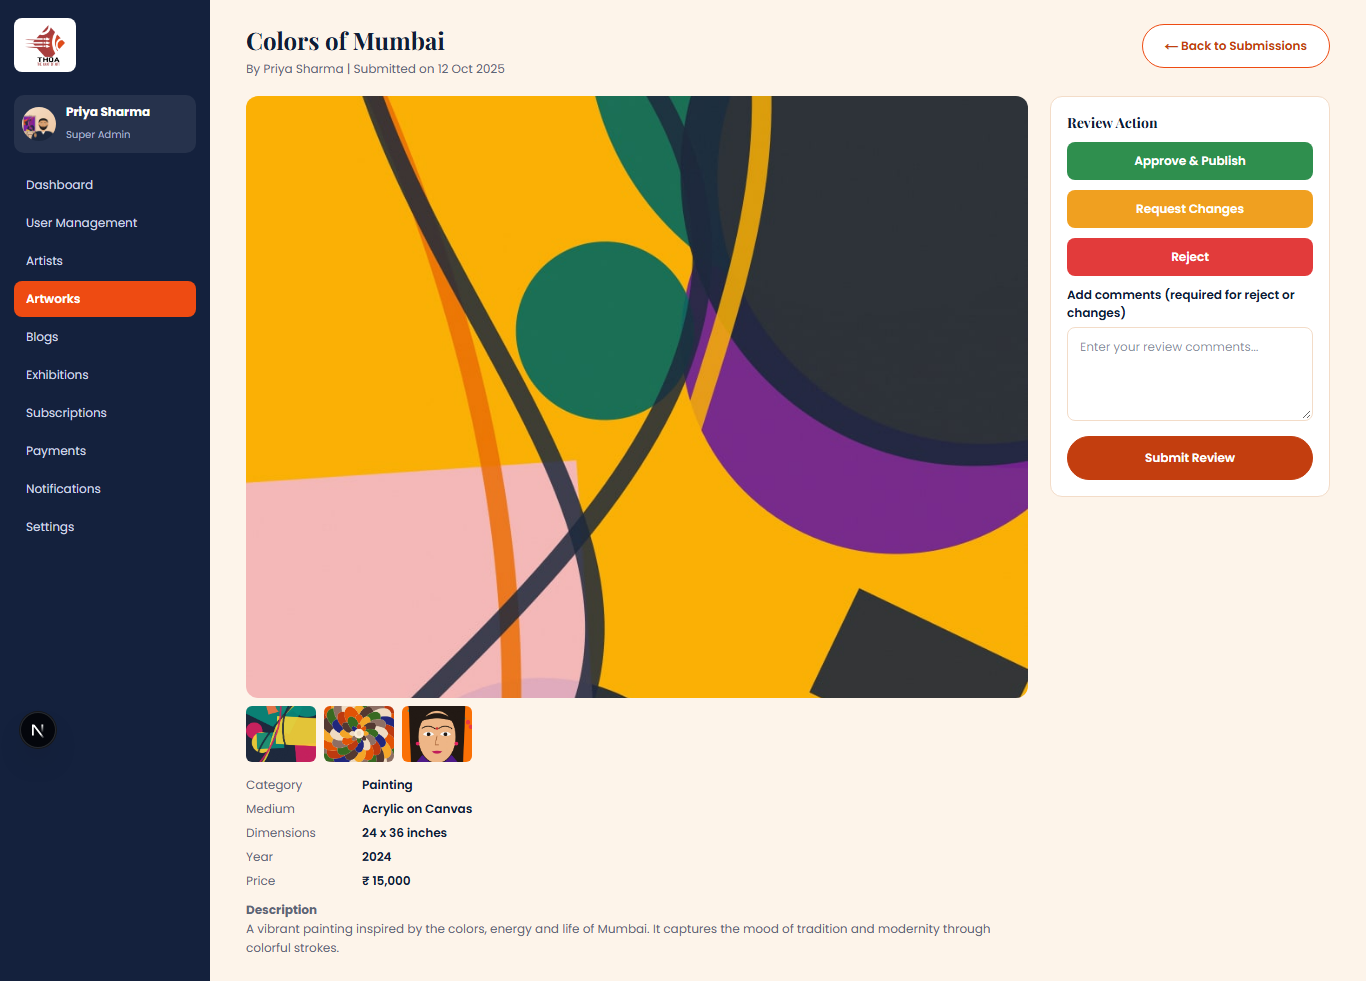 THOA
Priya Sharma
Super Admin
Dashboard
User Management
Artists
Artworks
Blogs
Exhibitions
Subscriptions
Payments
Notifications
Settings
N
Colors of Mumbai
By Priya Sharma | Submitted on 12 Oct 2025
← Back to Submissions
Review Action
Approve & Publish
Request Changes
Reject
Add comments (required for reject or
changes)
Enter your review comments...
Submit Review
Category Painting
Medium Acrylic on Canvas
Dimensions 24 x 36 inches
Year 2024
Price ₹ 15,000
Description
A vibrant painting inspired by the colors, energy and life of Mumbai. It captures the mood of tradition and modernity through
colorful strokes.